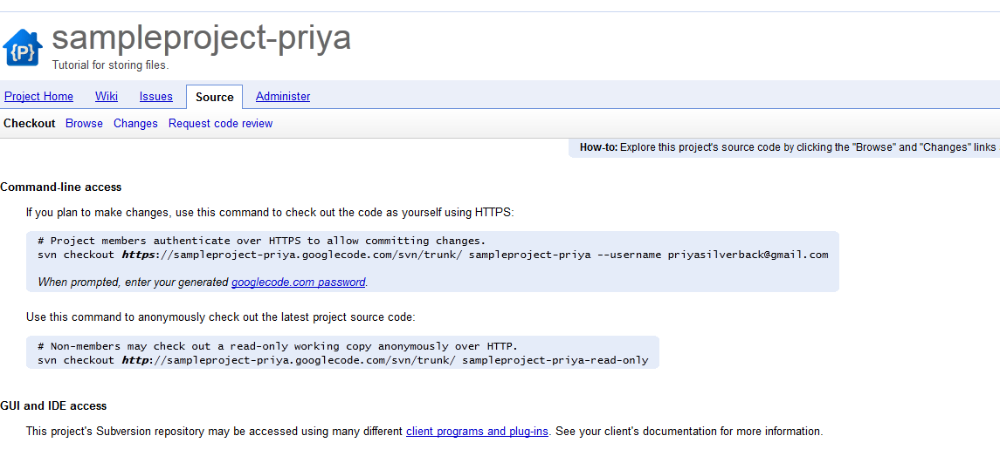 {P}
sampleproject-priya
Tutorial for storing files.
Project Home Wiki Issues Source Administer
Checkout Browse Changes Request code review
How-to: Explore this project's source code by clicking the "Browse" and "Changes" links
Command-line access
If you plan to make changes, use this command to check out the code as yourself using HTTPS:
# Project members authenticate over HTTPS to allow committing changes.
svn checkout https://sampleproject-priya.googlecode.com/svn/trunk/ sampleproject-priya --username priyasilverback@gmail.com
When prompted, enter your generated googlecode.com password.
Use this command to anonymously check out the latest project source code:
# Non-members may check out a read-only working copy anonymously over HTTP.
svn checkout http://sampleproject-priya.googlecode.com/svn/trunk/ sampleproject-priya-read-only
GUI and IDE access
This project's Subversion repository may be accessed using many different client programs and plug-ins. See your client's documentation for more information.